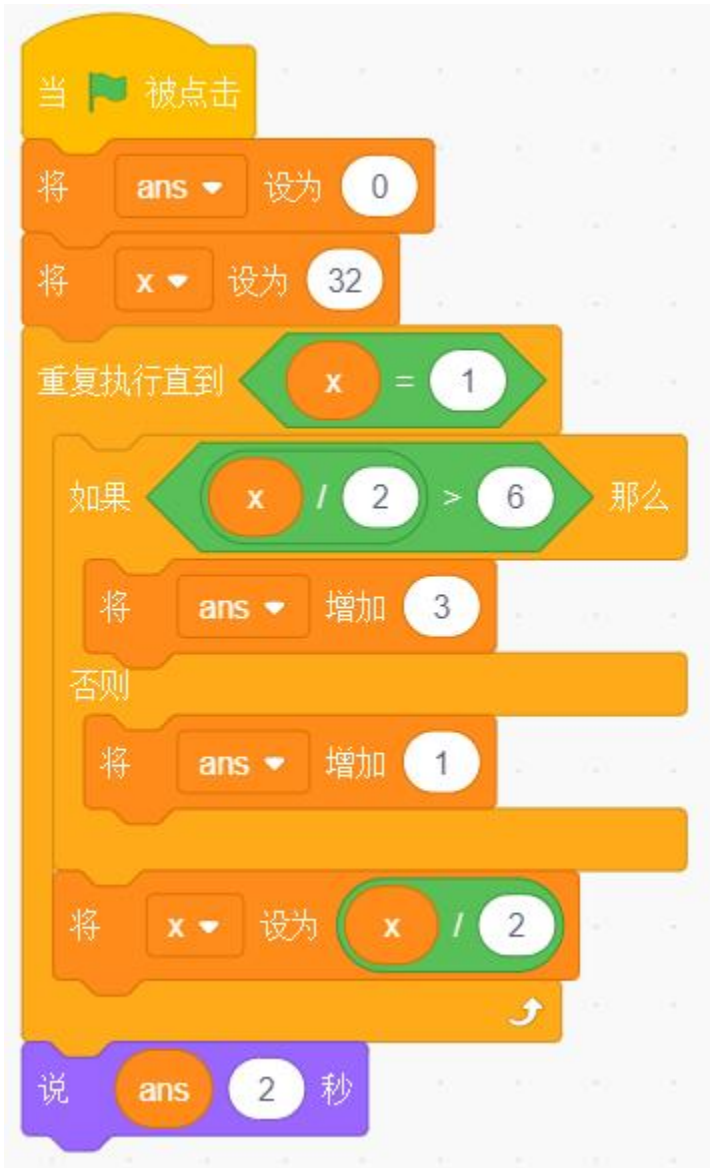 当 被点击
将 ans 设为 0
将 x 设为 32
重复执行直到 x = 1
如果 x / 2 > 6 那么
将 ans 增加 3
否则
将 ans 增加 1
将 x 设为 x / 2
说 ans 2 秒